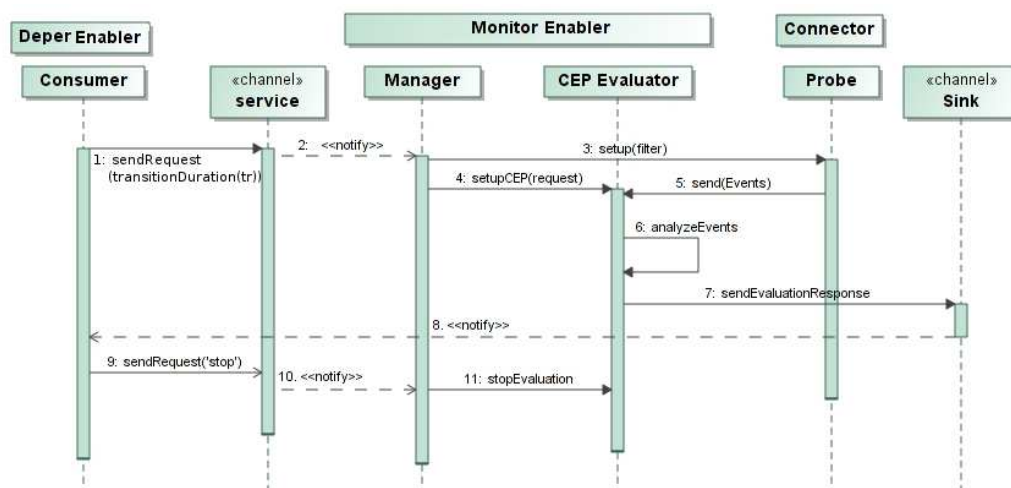 Deper Enabler
Monitor Enabler
Connector
Consumer
«channel»
service
Manager
CEP Evaluator
Probe
«channel»
Sink
1: sendRequest
(transitionDuration(tr))
2: <<notify>>
3: setup(filter)
4: setupCEP(request)
5: send(Events)
6: analyzeEvents
7: sendEvaluationResponse
8. <<notify>>
9: sendRequest('stop')
10. <<notify>>
11: stopEvaluation